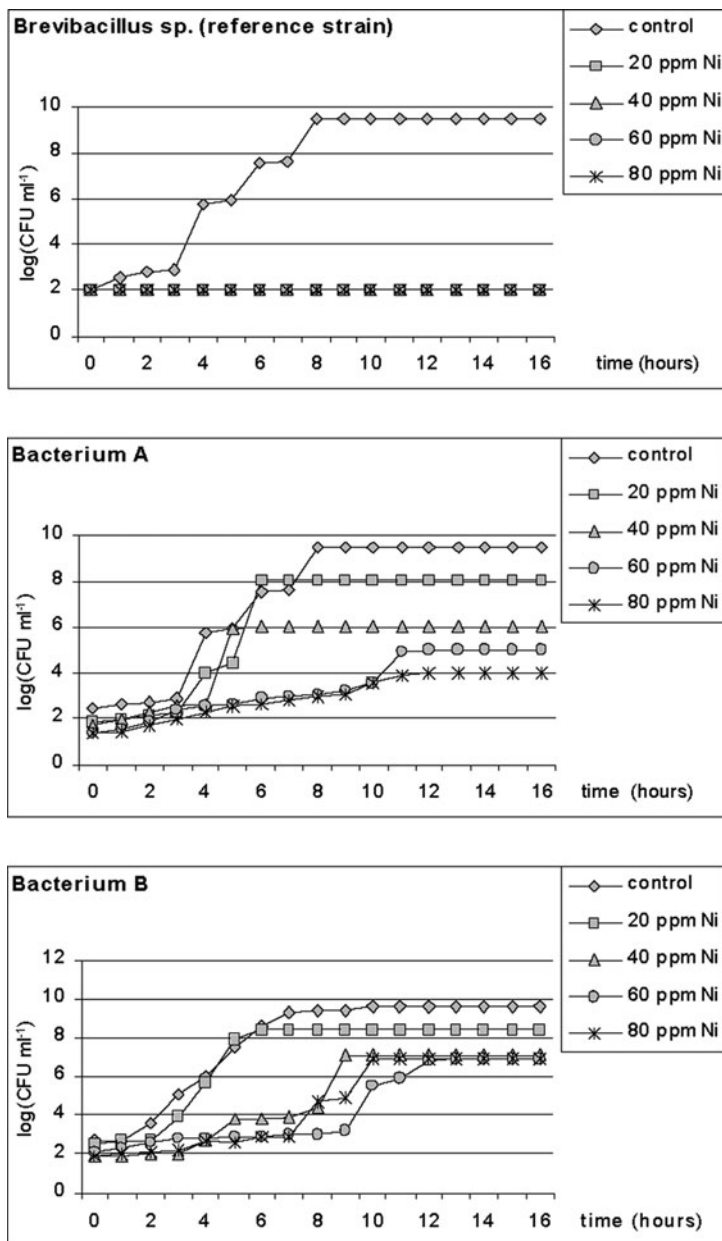 Brevibacillus sp. (reference strain)
control
20 ppm Ni
40 ppm Ni
60 ppm Ni
80 ppm Ni
log(CFU ml-1)
10
8
6
4
2
0
0 2 4 6 8 10 12 14 16 time (hours)
Bacterium A
control
20 ppm Ni
40 ppm Ni
60 ppm Ni
80 ppm Ni
log(CFU ml-1)
10
8
6
4
2
0
0 2 4 6 8 10 12 14 16 time (hours)
Bacterium B
control
20 ppm Ni
40 ppm Ni
60 ppm Ni
80 ppm Ni
log(CFU ml-1)
12
10
8
6
4
2
0
0 2 4 6 8 10 12 14 16 time (hours)